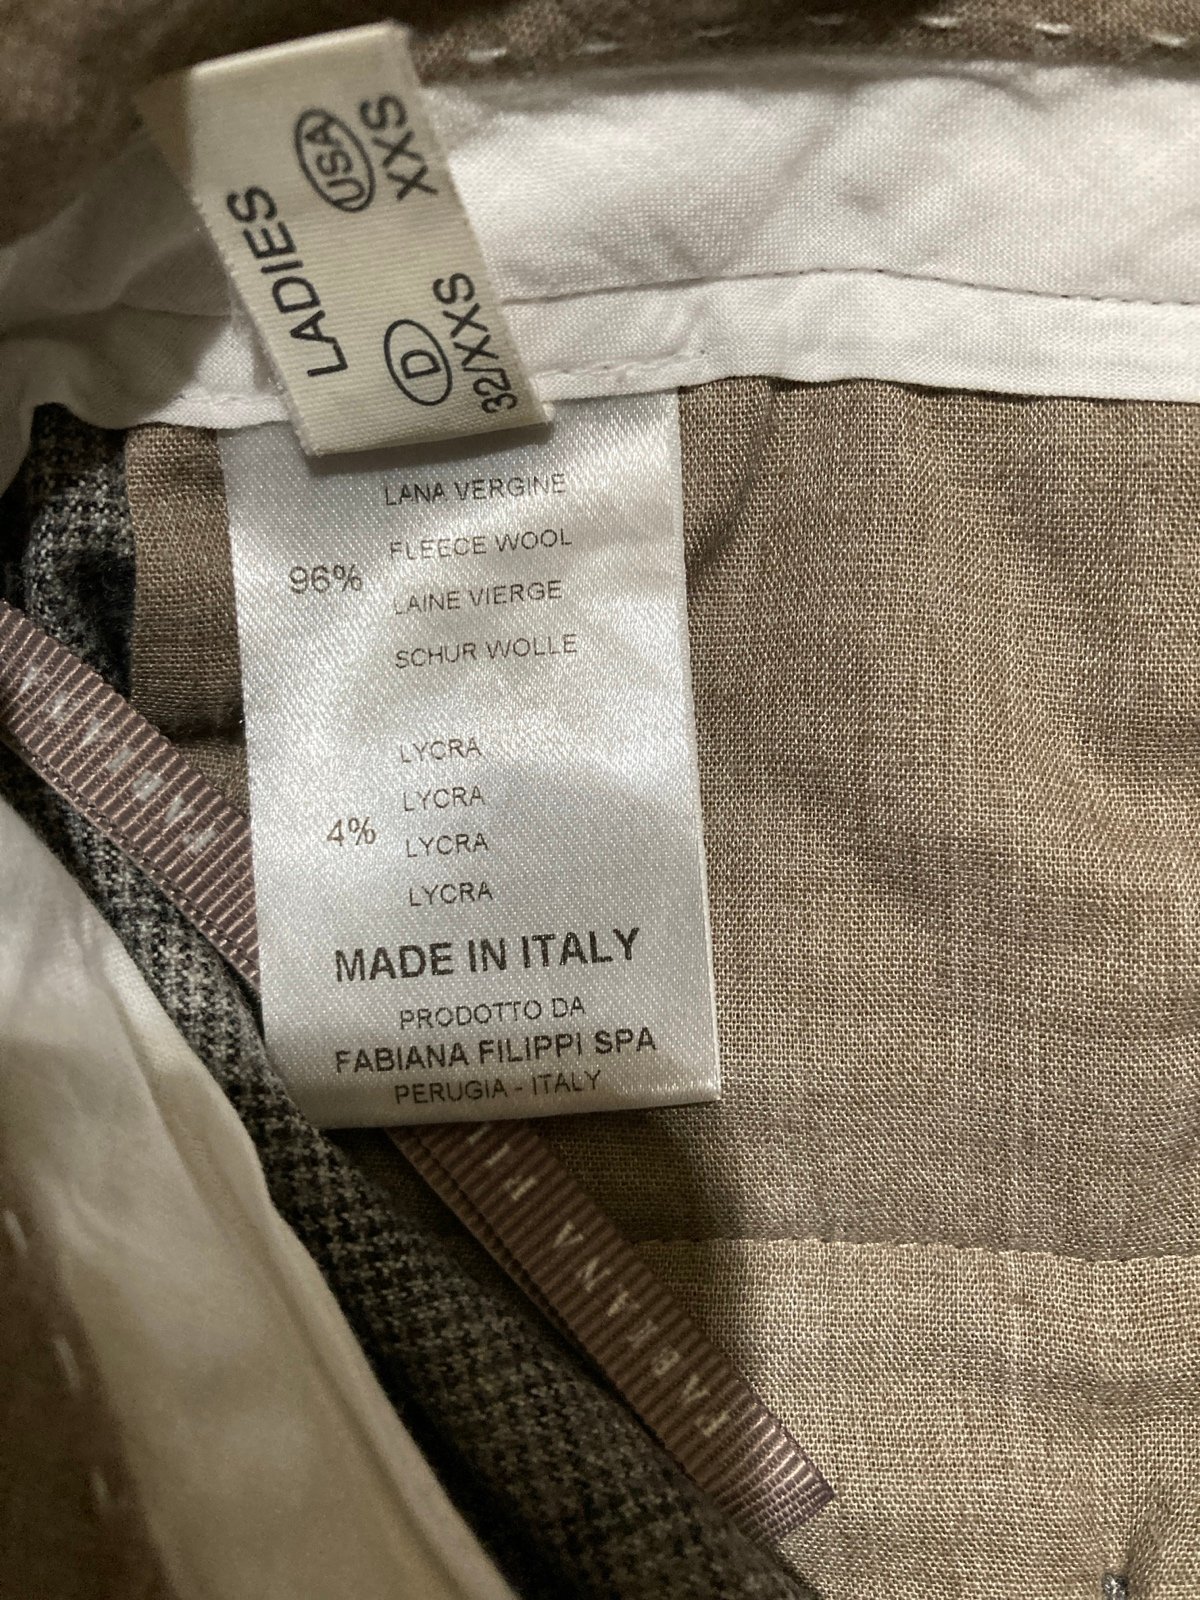 LADIES
USA
XXS
D
32/XXS
LANA VERGINE
FLEECE WOOL
96%
LAINE VIERGE
SCHUR WOLLE
LYCRA
LYCRA
4%
LYCRA
LYCRA
MADE IN ITALY
PRODOTTO DA
FABIANA FILIPPI SPA
PERUGIA - ITALY
FABIANA